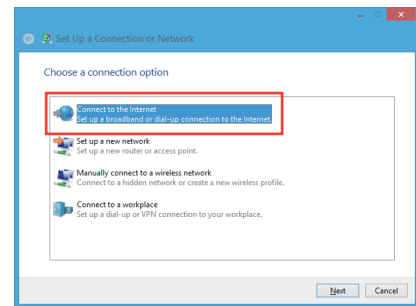 Set Up a Connection or Network
Choose a connection option
Connect to the Internet
Set up a broadband or dial-up connection to the Internet.
Set up a new network
Set up a new router or access point.
Manually connect to a wireless network
Connect to a hidden network or create a new wireless profile.
Connect to a workplace
Set up a dial-up or VPN connection to your workplace.
Next Cancel